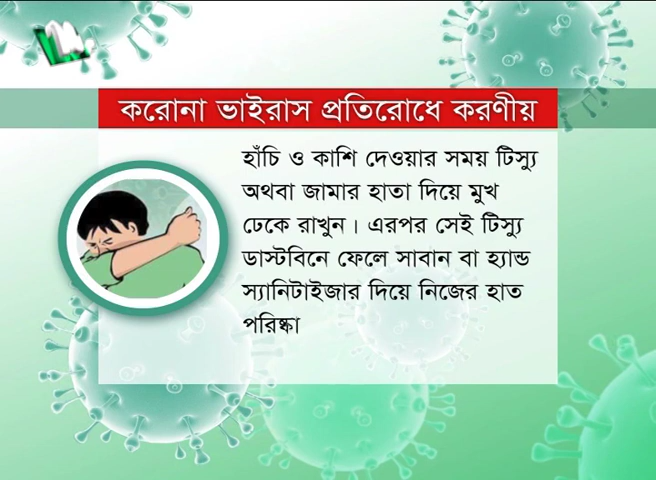 করোনা ভাইরাস প্রতিরোধে করণীয়
হাঁচি ও কাশি দেওয়ার সময় টিস্যু
অথবা জামার হাতা দিয়ে মুখ
ঢেকে রাখুন। এরপর সেই টিস্যু
ডাস্টবিনে ফেলে সাবান বা হ্যান্ড
স্যানিটাইজার দিয়ে নিজের হাত
পরিষ্কা